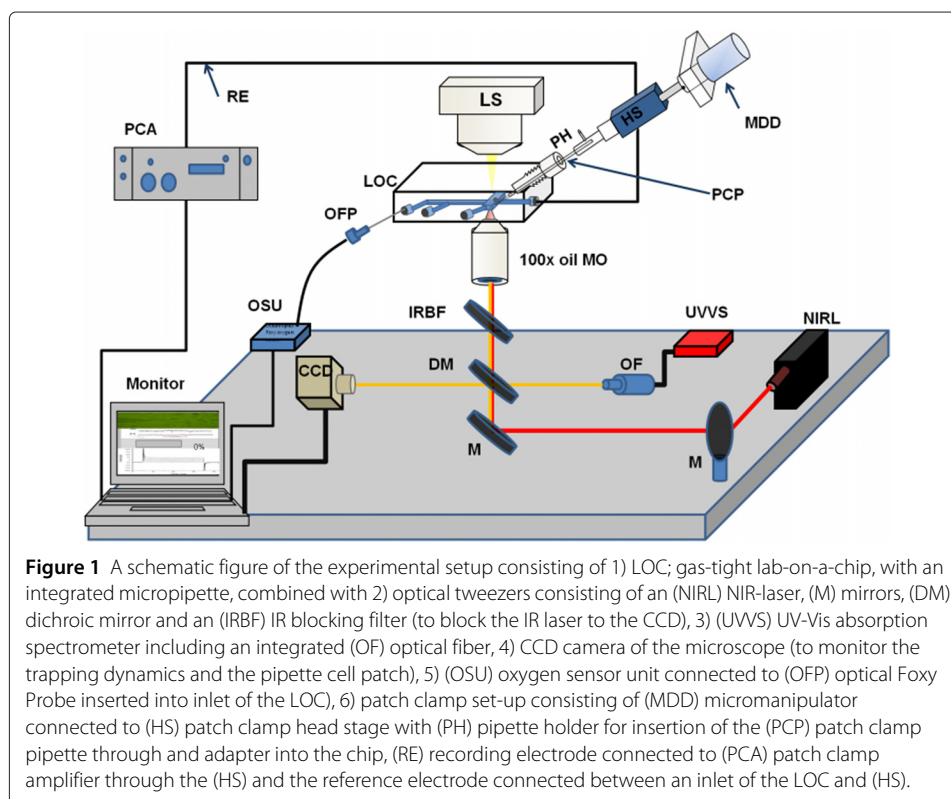 RE
LS
HS
MDD
PCA
PH
LOC
PCP
OFP
100x oil MO
OSU
IRBF
UVVS
NIRL
CCD
DM
OF
Monitor
0%
M
M
Figure 1 A schematic figure of the experimental setup consisting of 1) LOC; gas-tight lab-on-a-chip, with an
integrated micropipette, combined with 2) optical tweezers consisting of an (NIRL) NIR-laser, (M) mirrors, (DM)
dichroic mirror and an (IRBF) IR blocking filter (to block the IR laser to the CCD), 3) (UVVS) UV-Vis absorption
spectrometer including an integrated (OF) optical fiber, 4) CCD camera of the microscope (to monitor the
trapping dynamics and the pipette cell patch), 5) (OSU) oxygen sensor unit connected to (OFP) optical Foxy
Probe inserted into inlet of the LOC), 6) patch clamp set-up consisting of (MDD) micromanipulator
connected to (HS) patch clamp head stage with (PH) pipette holder for insertion of the (PCP) patch clamp
pipette through and adapter into the chip, (RE) recording electrode connected to (PCA) patch clamp
amplifier through the (HS) and the reference electrode connected between an inlet of the LOC and (HS).